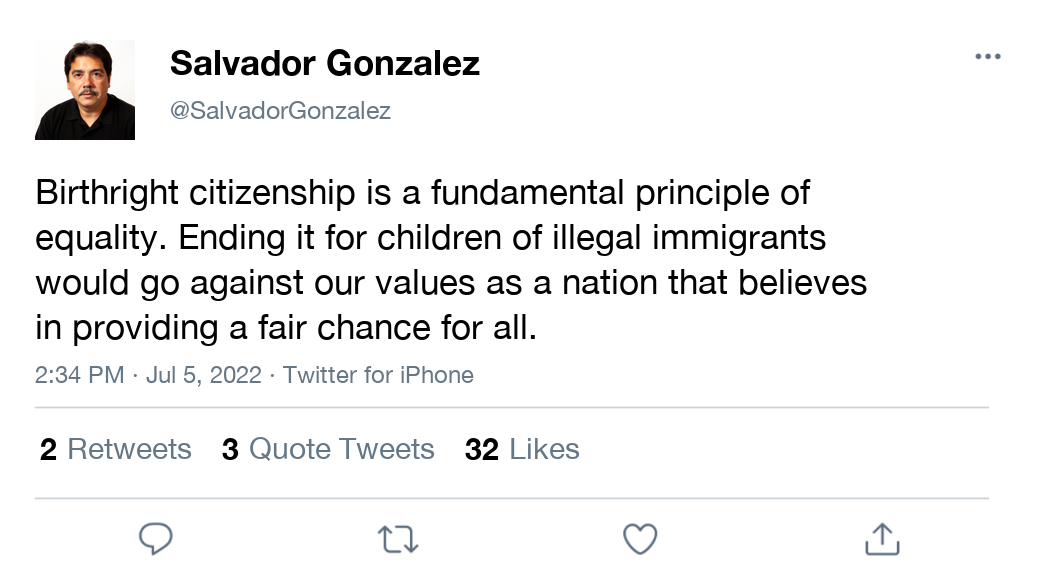 Salvador Gonzalez
@SalvadorGonzalez
Birthright citizenship is a fundamental principle of
equality. Ending it for children of illegal immigrants
would go against our values as a nation that believes
in providing a fair chance for all.
2:34 PM · Jul 5, 2022 · Twitter for iPhone
2 Retweets 3 Quote Tweets 32 Likes